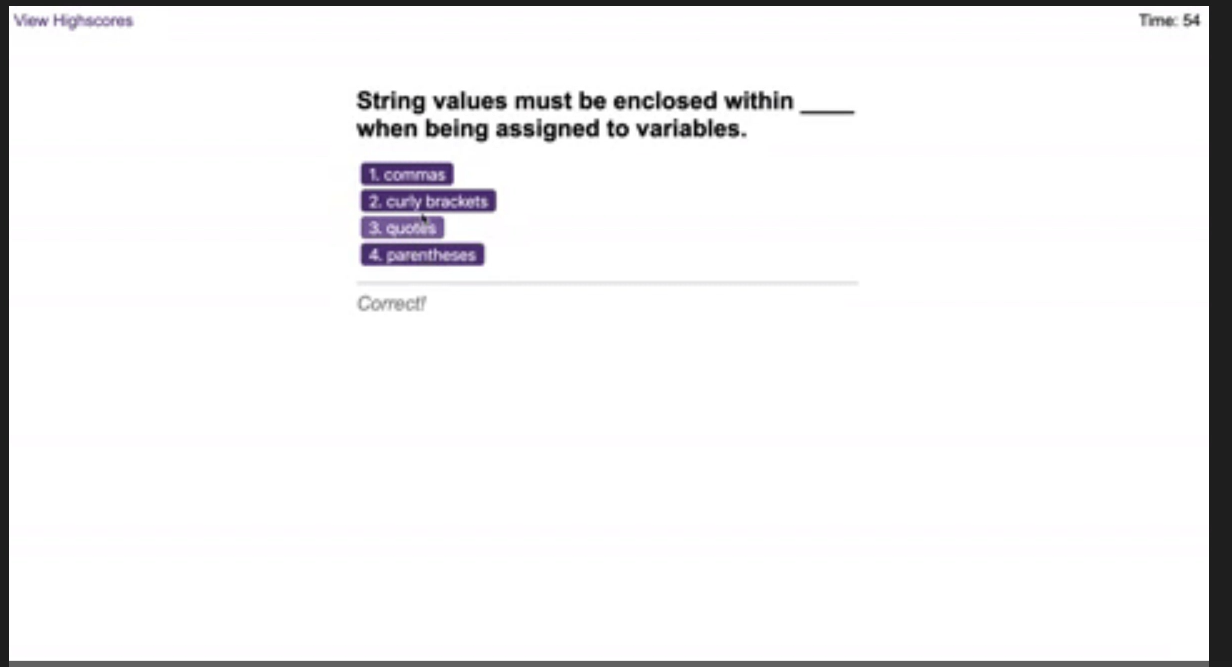 View Highscores
Time: 54
String values must be enclosed within ____
when being assigned to variables.
1. commas
2. curly brackets
3. quotes
4. parentheses
Correct!